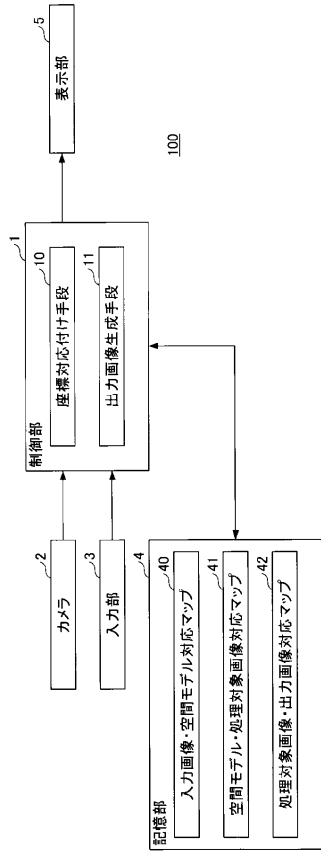 100
2
カメラ
3
入力部
1
制御部
10
座標対応付け手段
11
出力画像生成手段
5
表示部
4
記憶部
40
入力画像・空間モデル対応マップ
41
空間モデル・処理対象画像対応マップ
42
処理対象画像・出力画像対応マップ